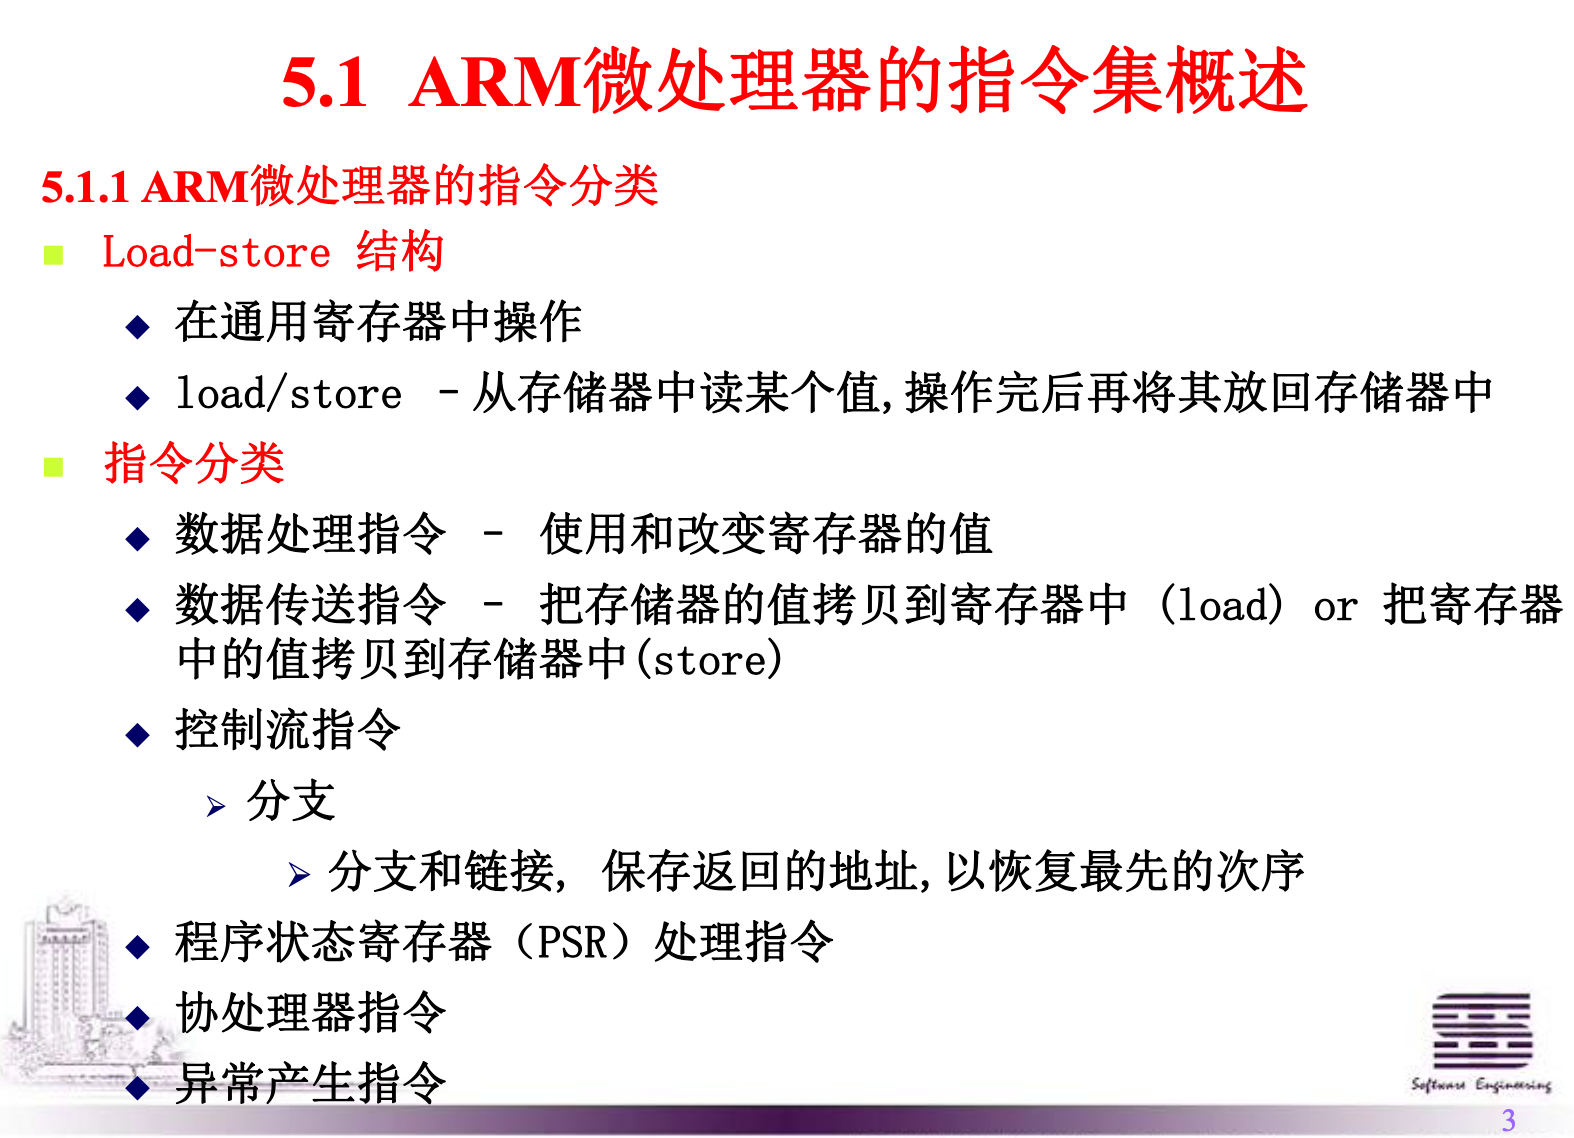 5.1 ARM微处理器的指令集概述
5.1.1 ARM微处理器的指令分类
Load-store 结构
在通用寄存器中操作
load/store –从存储器中读某个值,操作完后再将其放回存储器中
指令分类
数据处理指令 – 使用和改变寄存器的值
数据传送指令 – 把存储器的值拷贝到寄存器中 (load) or 把寄存器
中的值拷贝到存储器中(store)
控制流指令
分支
分支和链接, 保存返回的地址,以恢复最先的次序
程序状态寄存器（PSR）处理指令
协处理器指令
异常产生指令
Software Engineering
3